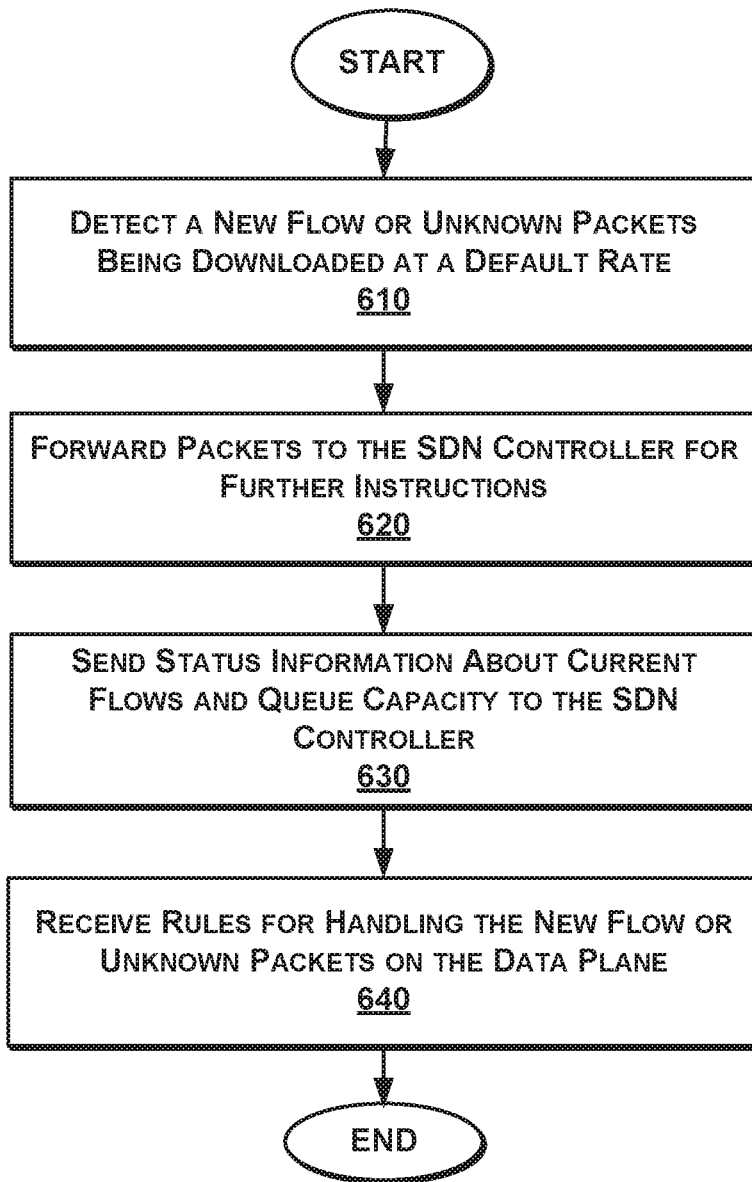 START
DETECT A NEW FLOW OR UNKNOWN PACKETS
BEING DOWNLOADED AT A DEFAULT RATE
610
FORWARD PACKETS TO THE SDN CONTROLLER FOR
FURTHER INSTRUCTIONS
620
SEND STATUS INFORMATION ABOUT CURRENT
FLOWS AND QUEUE CAPACITY TO THE SDN
CONTROLLER
630
RECEIVE RULES FOR HANDLING THE NEW FLOW OR
UNKNOWN PACKETS ON THE DATA PLANE
640
END